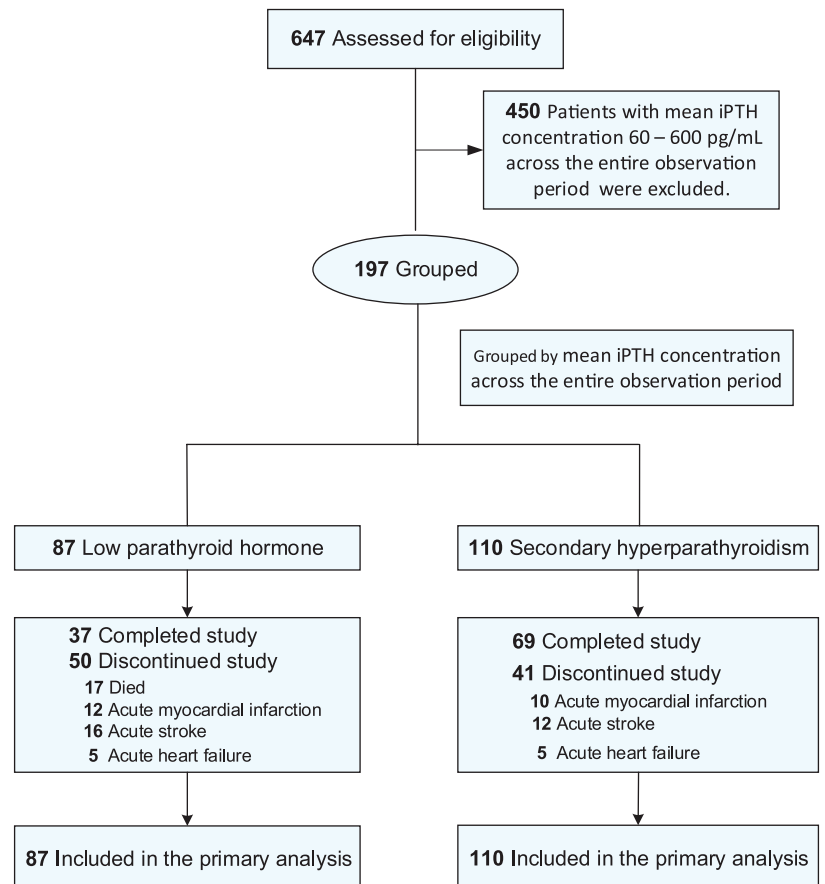 647 Assessed for eligibility
450 Patients with mean iPTH
concentration 60 – 600 pg/mL
across the entire observation
period were excluded.
197 Grouped
Grouped by mean iPTH concentration
across the entire observation period
87 Low parathyroid hormone
37 Completed study
50 Discontinued study
17 Died
12 Acute myocardial infarction
16 Acute stroke
5 Acute heart failure
87 Included in the primary analysis
110 Secondary hyperparathyroidism
69 Completed study
41 Discontinued study
10 Acute myocardial infarction
12 Acute stroke
5 Acute heart failure
110 Included in the primary analysis